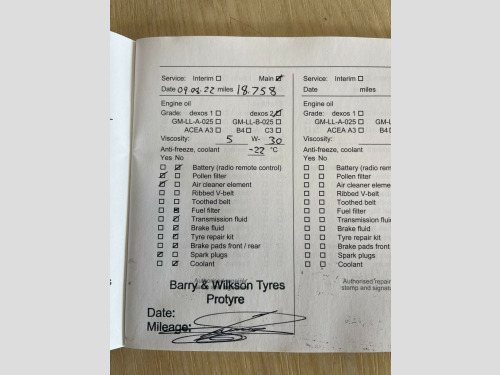 Service: Interim Main
Date 09.08.22 miles 18,758
Engine oil
Grade: dexos 1 dexos 2
GM-LL-A-025 GM-LL-B-025
ACEA A3 B4 C3
Viscosity: 5 W- 30
Anti-freeze, coolant -22 °C
Yes No
Battery (radio remote control)
Pollen filter
Air cleaner element
Ribbed V-belt
Toothed belt
Fuel filter
Transmission fluid
Brake fluid
Tyre repair kit
Brake pads front / rear
Spark plugs
Coolant
Barry & Wilkson Tyres
Protyre
Date:
Mileage:
Service: Interim
Date miles
Engine oil
Grade: dexos 1
GM-LL-A-025
ACEA A3 B4
Viscosity:
Anti-freeze, coolant
Yes No
Battery (radio rem
Pollen filter
Air cleaner eleme
Ribbed V-belt
Toothed belt
Fuel filter
Transmission fluid
Brake fluid
Tyre repair kit
Brake pads front
Spark plugs
Coolant
Authorised repair
stamp and signatu